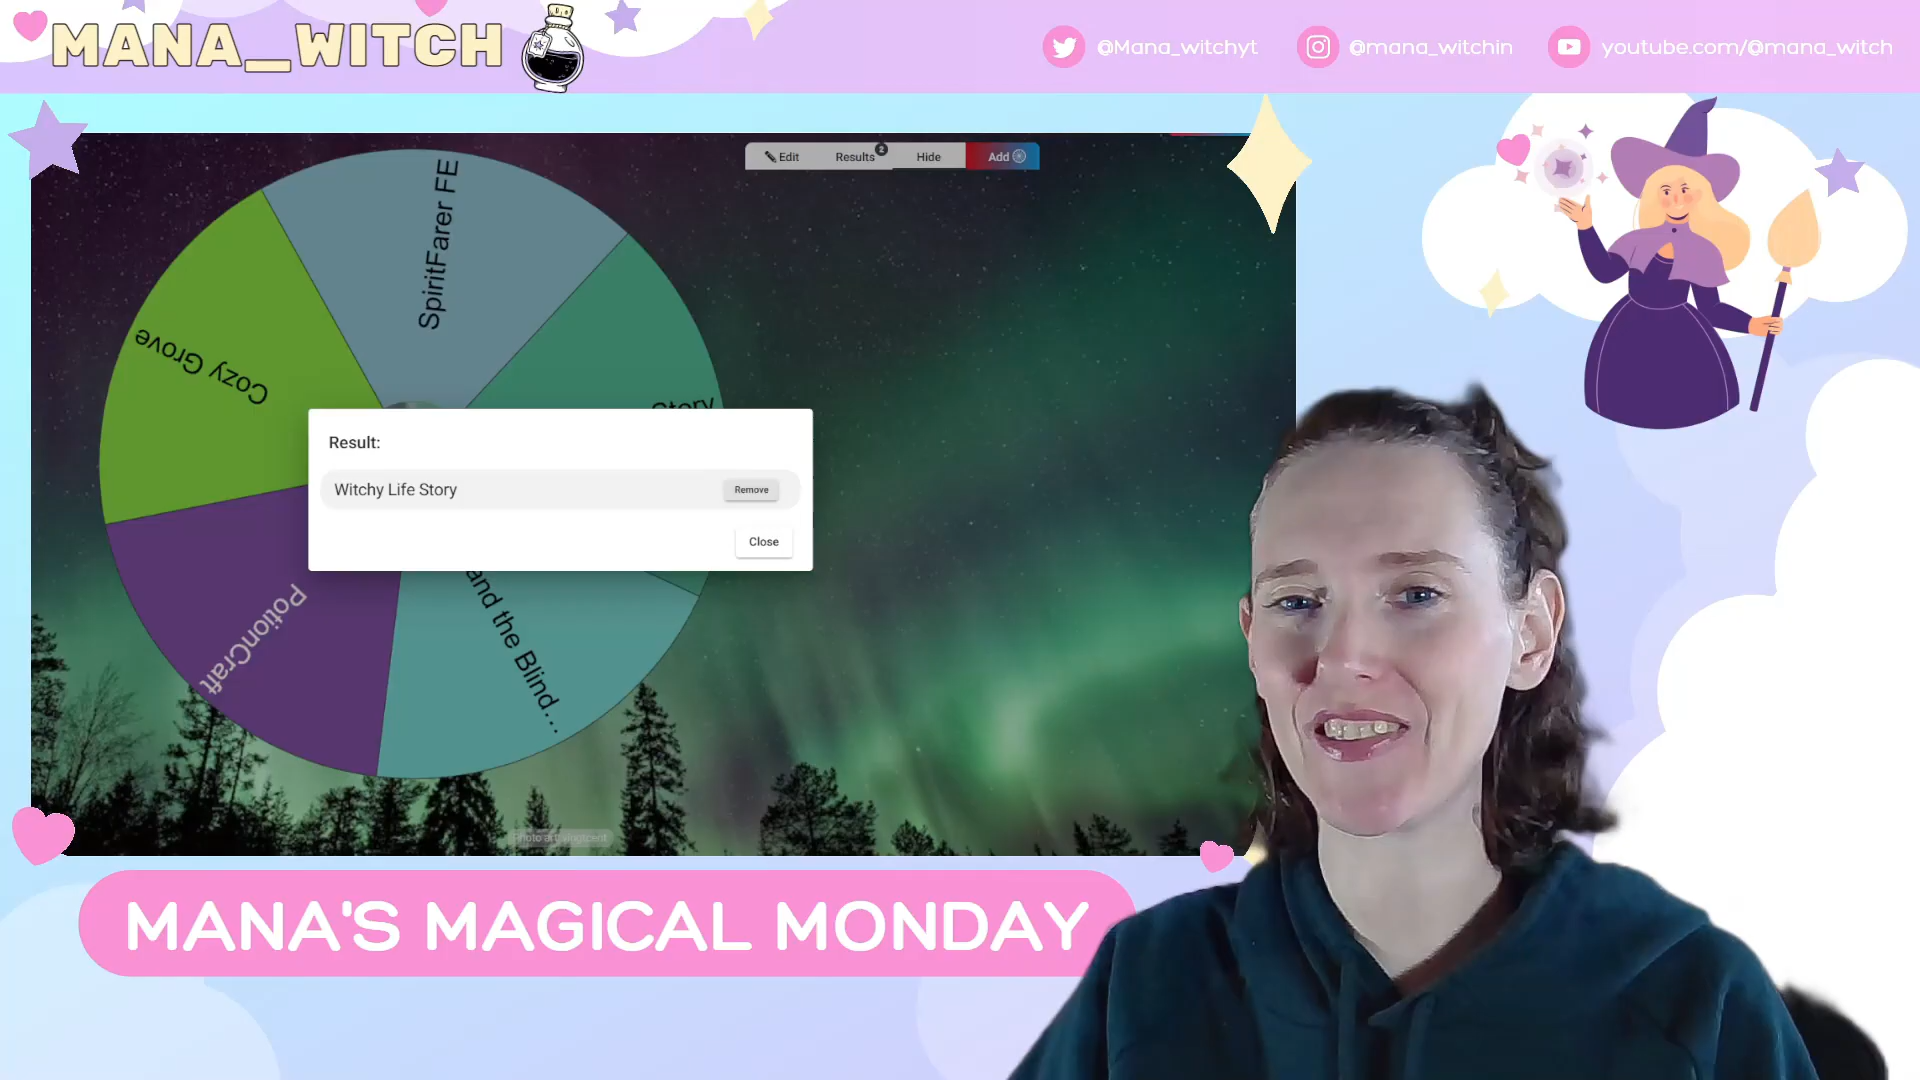 MANA_WITCH
@Mana_witchyt
@mana_witchin
youtube.com/@mana_witch
Edit
Results
2
Hide
Add
SpiritFarer FE
Cozy Grove
Story
Result:
Witchy Life Story
Remove
Close
PotionCraft
and the Blind...
MANA'S MAGICAL MONDAY